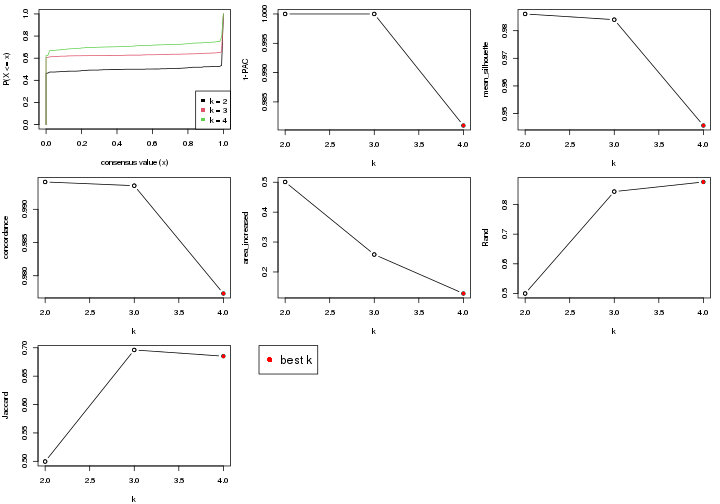 P(X <= x)
0.0 0.2 0.4 0.6 0.8 1.0
k = 2
k = 3
k = 4
0.0 0.2 0.4 0.6 0.8 1.0
consensus value (x)
1-PAC
0.985 0.990 0.995 1.000
2.0 2.5 3.0 3.5 4.0
k
mean_silhouette
0.95 0.96 0.97 0.98
2.0 2.5 3.0 3.5 4.0
k
concordance
0.980 0.985 0.990
2.0 2.5 3.0 3.5 4.0
k
area_increased
0.2 0.3 0.4 0.5
2.0 2.5 3.0 3.5 4.0
k
Rand
0.5 0.6 0.7 0.8
2.0 2.5 3.0 3.5 4.0
k
Jaccard
0.50 0.55 0.60 0.65 0.70
2.0 2.5 3.0 3.5 4.0
k
best k